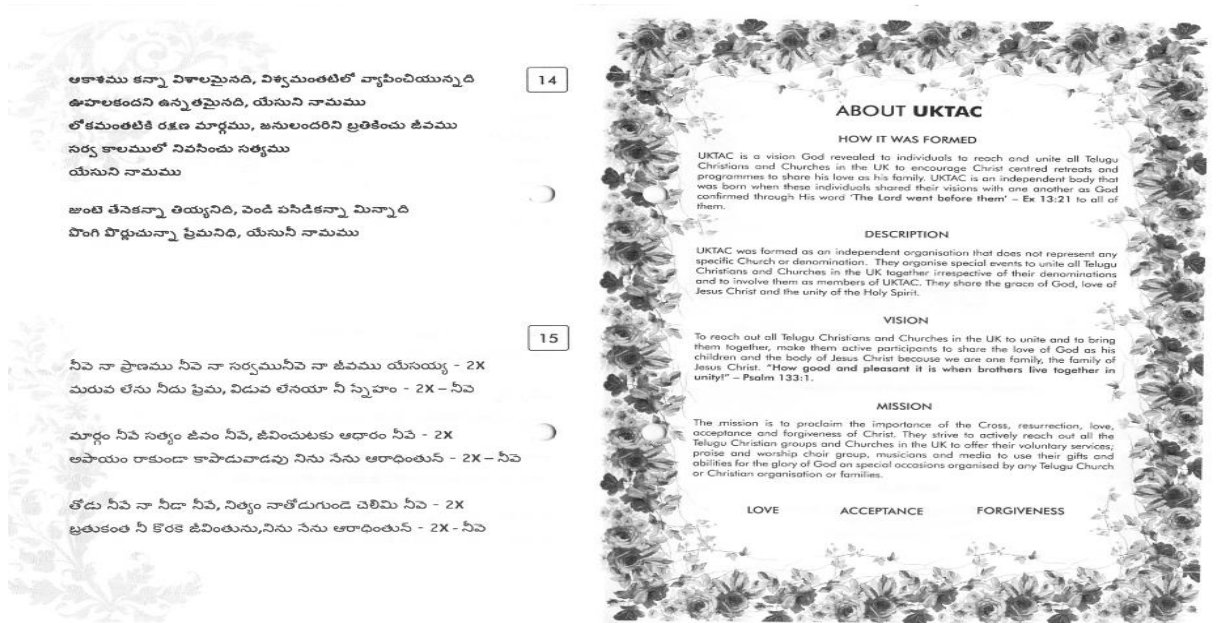 14
ఆకాశము కన్నా విశాలమైనది, విశ్వమంతటిలో వ్యాపించియున్నది
ఊహలకందని ఉన్నతమైనది, యేసుని నామము
లోకమంతటికి రక్షణ మార్గము, జనులందరిని బ్రతికించు జీవము
సర్వ కాలములో నివసించు సత్యము
యేసుని నామము
జుంటె తేనెకన్నా తియ్యనిది, వెండి పసిడికన్నా మిన్నాది
పొంగి పొర్లుచున్నా ప్రేమనిధి, యేసునీ నామము
15
నీవె నా ప్రాణము నీవె నా సర్వమునీవె నా జీవము యేసయ్య - 2X
మరువ లేను నీదు ప్రేమ, విడువ లేనయా నీ స్నేహం - 2X – నీవె
మార్గం నీవే సత్యం జీవం నీవే, జీవించుటకు ఆధారం నీవే - 2X
అపాయం రాకుండా కాపాడువాడవు నిను నేను ఆరాధింతున్ - 2X – నీవె
తోడు నీవే నా నీడా నీవే, నిత్యం నాతోడుగుండె చెలిమి నీవె - 2X
బ్రతుకంత నీ కొరకె జీవింతును,నిను నేను ఆరాధింతున్ - 2X - నీవె
ABOUT UKTAC
HOW IT WAS FORMED
UKTAC is a vision God revealed to individuals to reach and unite all Telugu
Christians and Churches in the UK to encourage Christ centred retreats and
programmes to share his love as his family. UKTAC is an independent body that
was born when these individuals shared their visions with one another as God
confirmed through His word ‘The Lord went before them’ – Ex 13:21 to all of
them.
DESCRIPTION
UKTAC was formed as an independent organisation that does not represent any
specific Church or denomination. They organise special events to unite all Telugu
Christians and Churches in the UK together irrespective of their denominations
and to involve them as members of UKTAC. They share the grace of God, love of
Jesus Christ and the unity of the Holy Spirit.
VISION
To reach out all Telugu Christians and Churches in the UK to unite and to bring
them together, make them active participants to share the love of God as his
children and the body of Jesus Christ because we are one family, the family of
Jesus Christ. “How good and pleasant it is when brothers live together in
unity!” – Psalm 133:1.
MISSION
The mission is to proclaim the importance of the Cross, resurrection, love,
acceptance and forgiveness of Christ. They strive to actively reach out all the
Telugu Christian groups and Churches in the UK to offer their voluntary services;
praise and worship choir group, musicians and media to use their gifts and
abilities for the glory of God on special occasions organised by any Telugu Church
or Christian organisation or families.
LOVE ACCEPTANCE FORGIVENESS